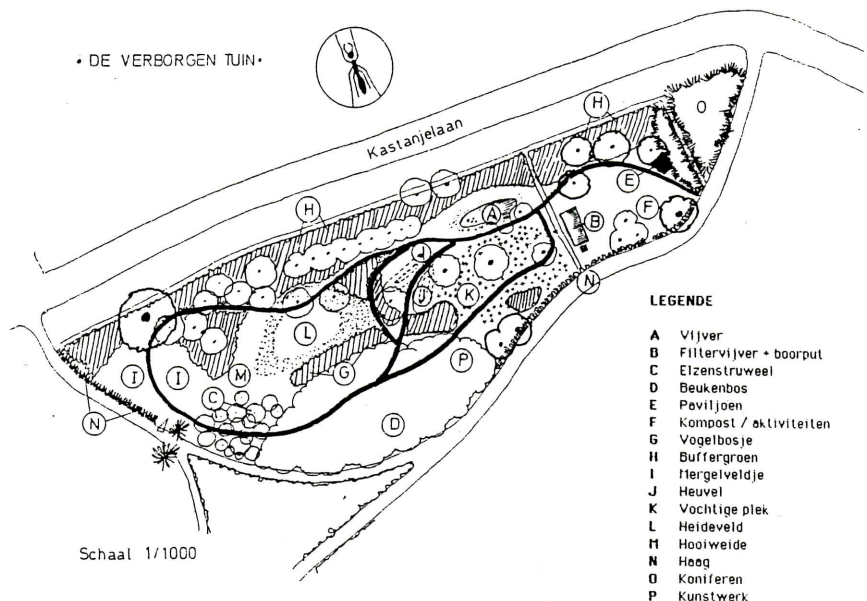 • DE VERBORGEN TUIN •
Kastanjelaan
H
O
E
H
A
B
F
J
J
K
N
L
I
I
M
G
P
C
N
D
Schaal 1/1000
LEGENDE
A Vijver
B Filtervijver + boorput
C Elzenstruweel
D Beukenbos
E Paviljoen
F Kompost / aktiviteiten
G Vogelbosje
H Buffergroen
I Mergelveldje
J Heuvel
K Vochtige plek
L Heideveld
M Hooiweide
N Haag
O Koniferen
P Kunstwerk